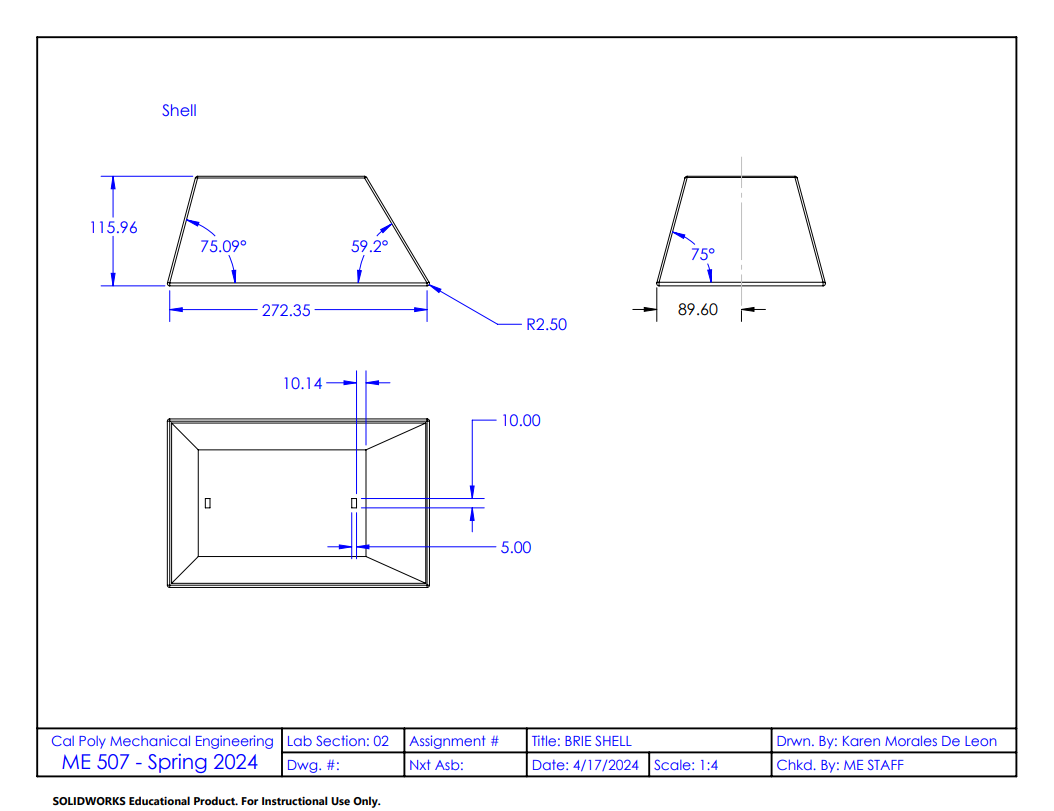 Shell
115.96
75.09°
59.2°
75°
272.35
R2.50
89.60
10.14
10.00
5.00
Cal Poly Mechanical Engineering
ME 507 - Spring 2024
Lab Section: 02
Dwg. #:
Assignment #
Nxt Asb:
Title: BRIE SHELL
Date: 4/17/2024
Scale: 1:4
Drwn. By: Karen Morales De Leon
Chkd. By: ME STAFF
SOLIDWORKS Educational Product. For Instructional Use Only.